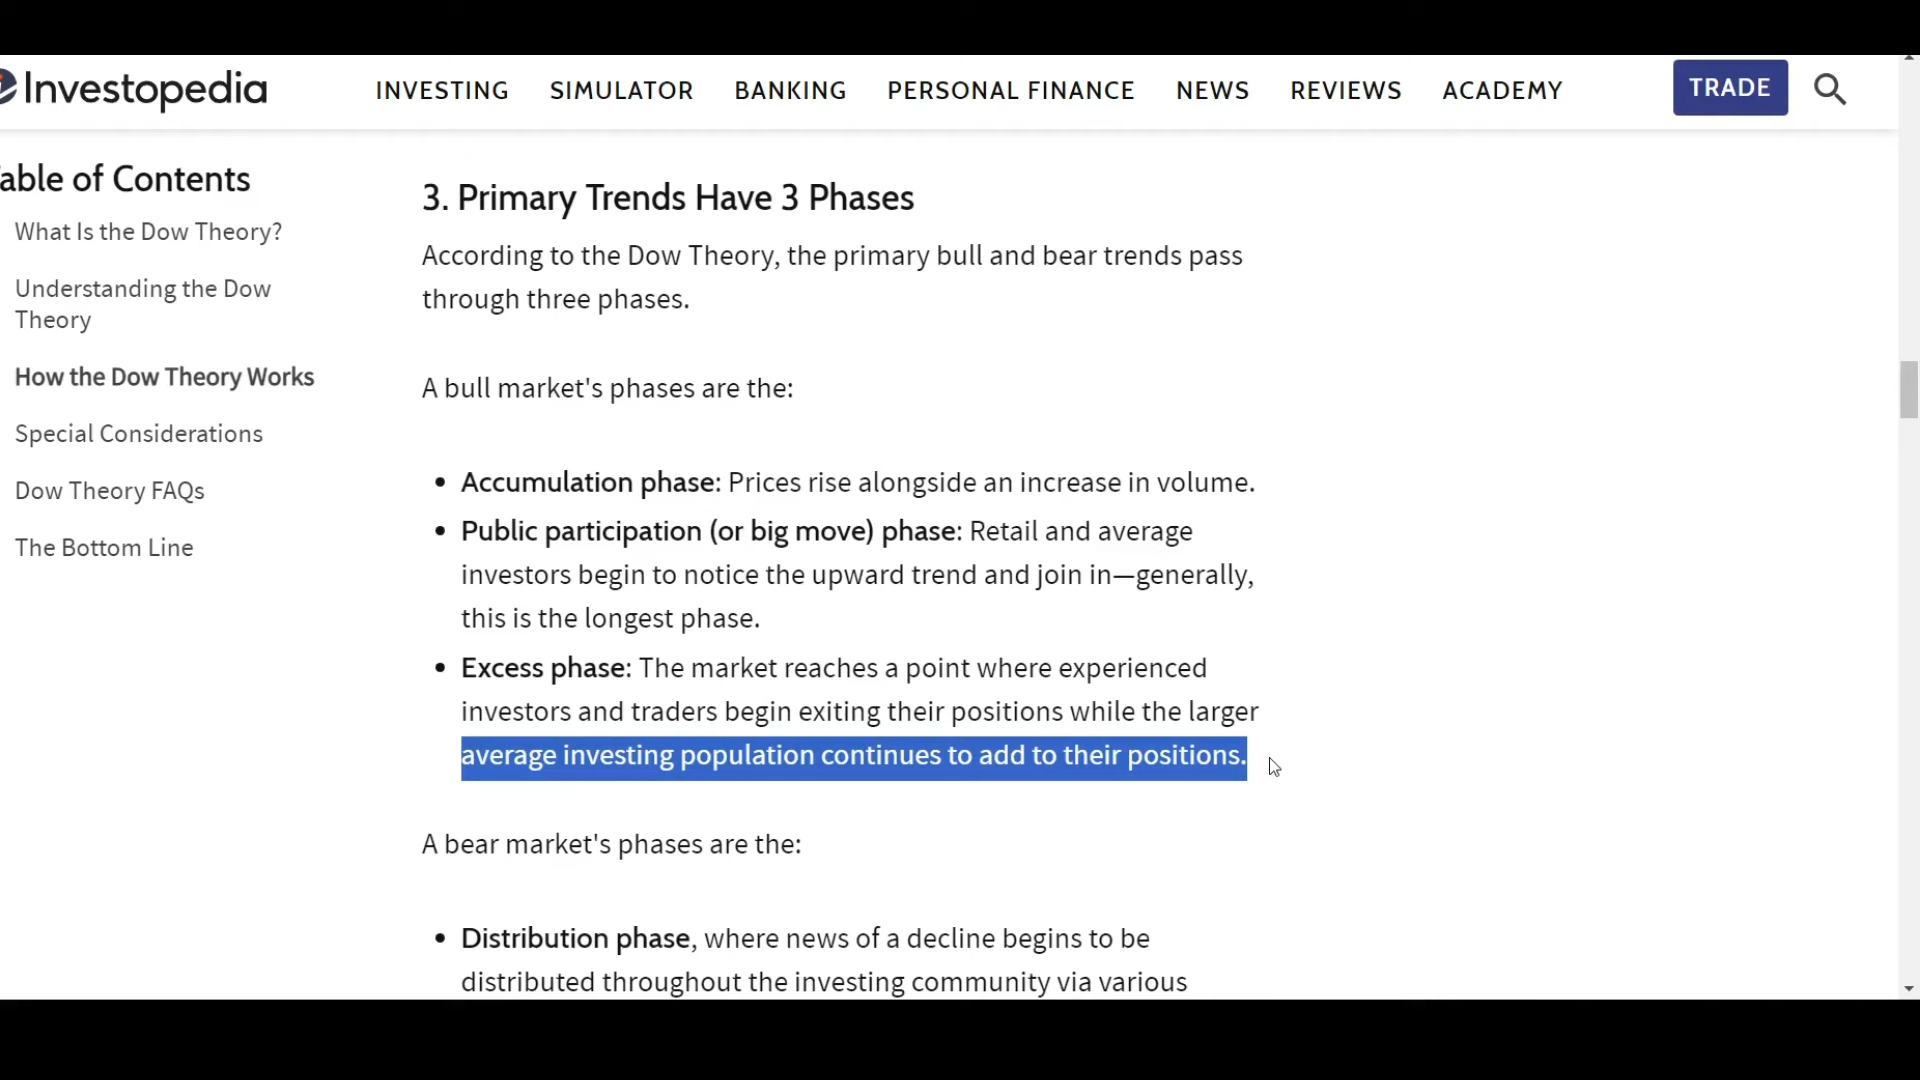 Investopedia
INVESTING SIMULATOR BANKING PERSONAL FINANCE NEWS REVIEWS ACADEMY TRADE
able of Contents
What Is the Dow Theory?
Understanding the Dow
Theory
How the Dow Theory Works
Special Considerations
Dow Theory FAQs
The Bottom Line
3. Primary Trends Have 3 Phases
According to the Dow Theory, the primary bull and bear trends pass
through three phases.
A bull market's phases are the:
• Accumulation phase: Prices rise alongside an increase in volume.
• Public participation (or big move) phase: Retail and average
investors begin to notice the upward trend and join in—generally,
this is the longest phase.
• Excess phase: The market reaches a point where experienced
investors and traders begin exiting their positions while the larger
average investing population continues to add to their positions.
A bear market's phases are the:
• Distribution phase, where news of a decline begins to be
distributed throughout the investing community via various